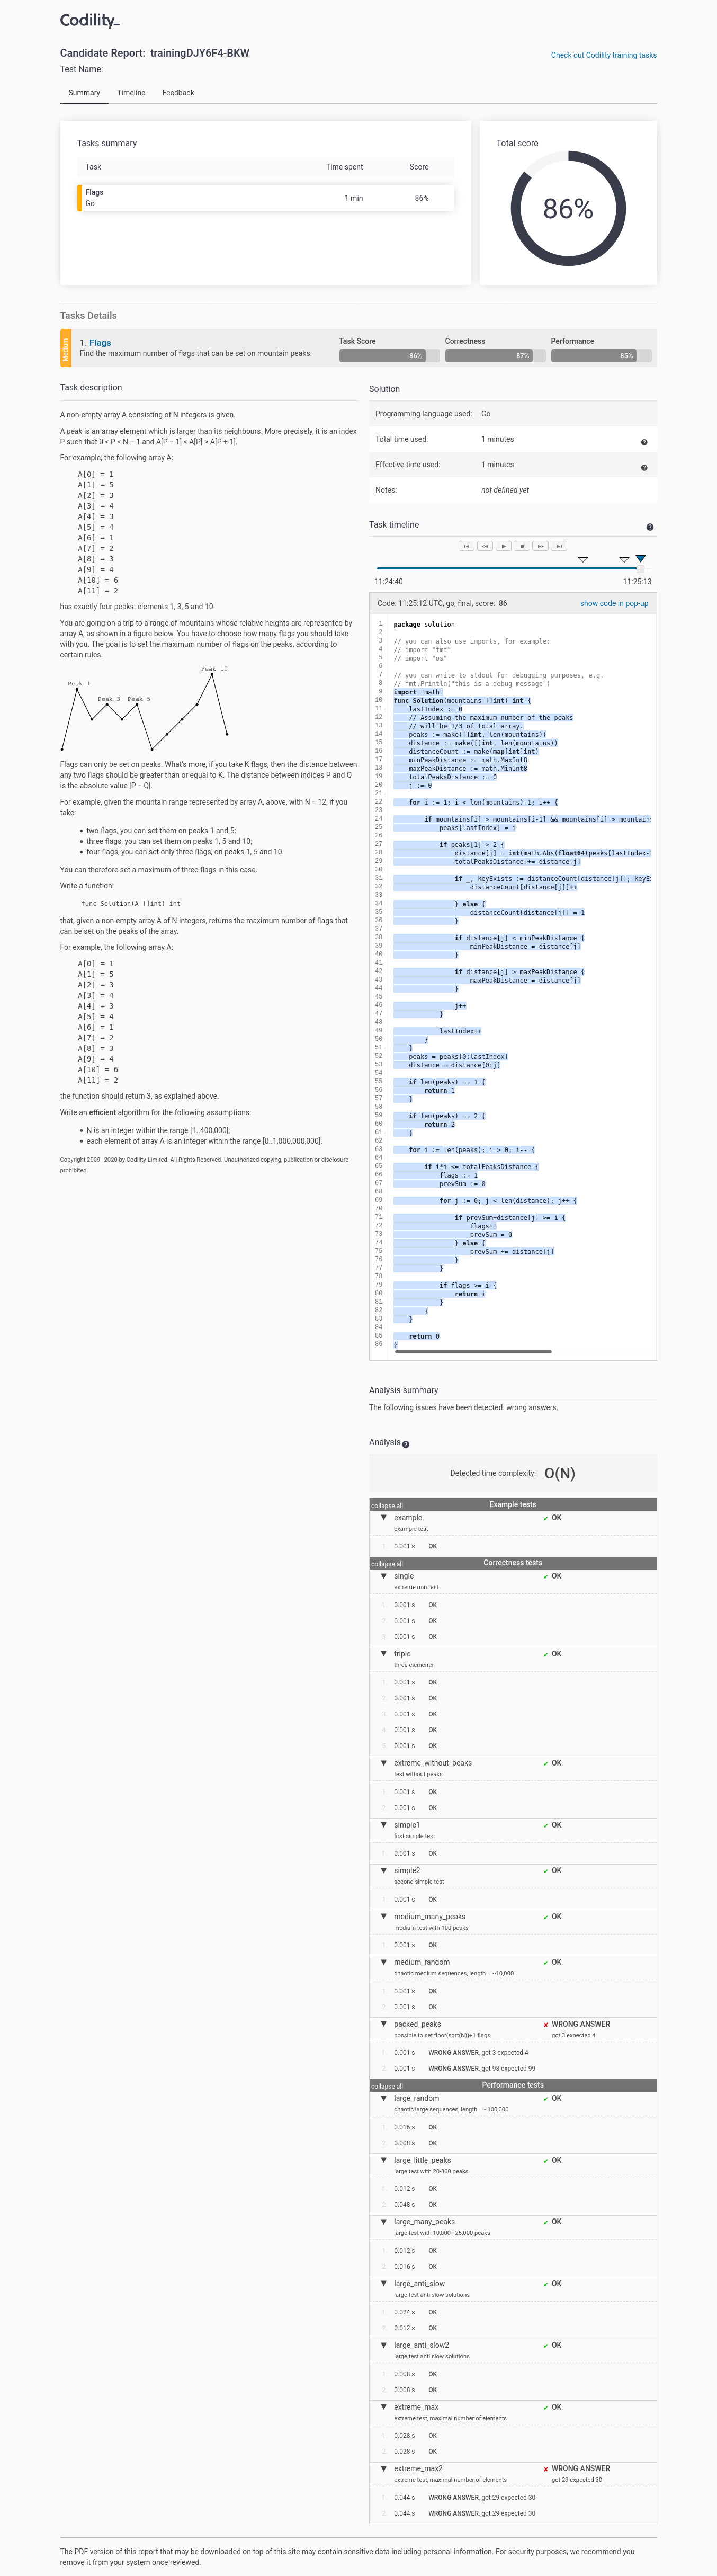 Codility_
Candidate Report: trainingDJY6F4-BKW
Check out Codility training tasks
Test Name:
Summary Timeline Feedback
Tasks summary
Task Time spent Score
Flags
Go
1 min 86%
Total score
86%
Tasks Details
Medium
1. Flags
Find the maximum number of flags that can be set on mountain peaks.
Task Score Correctness Performance
86% 87% 85%
Task description
A non-empty array A consisting of N integers is given.
A peak is an array element which is larger than its neighbours. More precisely, it is an index
P such that 0 < P < N − 1 and A[P − 1] < A[P] > A[P + 1].
For example, the following array A:
A[0] = 1
A[1] = 5
A[2] = 3
A[3] = 4
A[4] = 3
A[5] = 4
A[6] = 1
A[7] = 2
A[8] = 3
A[9] = 4
A[10] = 6
A[11] = 2
has exactly four peaks: elements 1, 3, 5 and 10.
You are going on a trip to a range of mountains whose relative heights are represented by
array A, as shown in a figure below. You have to choose how many flags you should take
with you. The goal is to set the maximum number of flags on the peaks, according to
certain rules.
Peak 10
Peak 1
Peak 3 Peak 5
Flags can only be set on peaks. What's more, if you take K flags, then the distance between
any two flags should be greater than or equal to K. The distance between indices P and Q
is the absolute value |P − Q|.
For example, given the mountain range represented by array A, above, with N = 12, if you
take:
• two flags, you can set them on peaks 1 and 5;
• three flags, you can set them on peaks 1, 5 and 10;
• four flags, you can set only three flags, on peaks 1, 5 and 10.
You can therefore set a maximum of three flags in this case.
Write a function:
func Solution(A []int) int
that, given a non-empty array A of N integers, returns the maximum number of flags that
can be set on the peaks of the array.
For example, the following array A:
A[0] = 1
A[1] = 5
A[2] = 3
A[3] = 4
A[4] = 3
A[5] = 4
A[6] = 1
A[7] = 2
A[8] = 3
A[9] = 4
A[10] = 6
A[11] = 2
the function should return 3, as explained above.
Write an efficient algorithm for the following assumptions:
• N is an integer within the range [1..400,000];
• each element of array A is an integer within the range [0..1,000,000,000].
Copyright 2009–2020 by Codility Limited. All Rights Reserved. Unauthorized copying, publication or disclosure
prohibited.
Solution
Programming language used: Go
Total time used: 1 minutes
Effective time used: 1 minutes
Notes: not defined yet
Task timeline
11:24:40 11:25:13
Code: 11:25:12 UTC, go, final, score: 86 show code in pop-up
1 package solution
2
3 // you can also use imports, for example:
4 // import "fmt"
5 // import "os"
6
7 // you can write to stdout for debugging purposes, e.g.
8 // fmt.Println("this is a debug message")
9 import "math"
10 func Solution(mountains []int) int {
11 lastIndex := 0
12 // Assuming the maximum number of the peaks
13 // will be 1/3 of total array.
14 peaks := make([]int, len(mountains))
15 distance := make([]int, len(mountains))
16 distanceCount := make(map[int]int)
17 minPeakDistance := math.MaxInt8
18 maxPeakDistance := math.MinInt8
19 totalPeaksDistance := 0
20 j := 0
21
22 for i := 1; i < len(mountains)-1; i++ {
23
24 if mountains[i] > mountains[i-1] && mountains[i] > mountain
25 peaks[lastIndex] = i
26
27 if peaks[1] > 2 {
28 distance[j] = int(math.Abs(float64(peaks[lastIndex-
29 totalPeaksDistance += distance[j]
30
31 if _, keyExists := distanceCount[distance[j]]; keyE
32 distanceCount[distance[j]]++
33
34 } else {
35 distanceCount[distance[j]] = 1
36 }
37
38 if distance[j] < minPeakDistance {
39 minPeakDistance = distance[j]
40 }
41
42 if distance[j] > maxPeakDistance {
43 maxPeakDistance = distance[j]
44 }
45
46 j++
47 }
48
49 lastIndex++
50 }
51 }
52 peaks = peaks[0:lastIndex]
53 distance = distance[0:j]
54
55 if len(peaks) == 1 {
56 return 1
57 }
58
59 if len(peaks) == 2 {
60 return 2
61 }
62
63 for i := len(peaks); i > 0; i-- {
64
65 if i*i <= totalPeaksDistance {
66 flags := 1
67 prevSum := 0
68
69 for j := 0; j < len(distance); j++ {
70
71 if prevSum+distance[j] >= i {
72 flags++
73 prevSum = 0
74 } else {
75 prevSum += distance[j]
76 }
77 }
78
79 if flags >= i {
80 return i
81 }
82 }
83 }
84
85 return 0
86 }
Analysis summary
The following issues have been detected: wrong answers.
Analysis
Detected time complexity: O(N)
collapse all Example tests
example ✔ OK
example test
1. 0.001 s OK
collapse all Correctness tests
single ✔ OK
extreme min test
1. 0.001 s OK
2. 0.001 s OK
3. 0.001 s OK
triple ✔ OK
three elements
1. 0.001 s OK
2. 0.001 s OK
3. 0.001 s OK
4. 0.001 s OK
5. 0.001 s OK
extreme_without_peaks ✔ OK
test without peaks
1. 0.001 s OK
2. 0.001 s OK
simple1 ✔ OK
first simple test
1. 0.001 s OK
simple2 ✔ OK
second simple test
1. 0.001 s OK
medium_many_peaks ✔ OK
medium test with 100 peaks
1. 0.001 s OK
medium_random ✔ OK
chaotic medium sequences, length = ~10,000
1. 0.001 s OK
2. 0.001 s OK
packed_peaks ✘ WRONG ANSWER
possible to set floor(sqrt(N))+1 flags got 3 expected 4
1. 0.001 s WRONG ANSWER, got 3 expected 4
2. 0.001 s WRONG ANSWER, got 98 expected 99
collapse all Performance tests
large_random ✔ OK
chaotic large sequences, length = ~100,000
1. 0.016 s OK
2. 0.008 s OK
large_little_peaks ✔ OK
large test with 20-800 peaks
1. 0.012 s OK
2. 0.048 s OK
large_many_peaks ✔ OK
large test with 10,000 - 25,000 peaks
1. 0.012 s OK
2. 0.016 s OK
large_anti_slow ✔ OK
large test anti slow solutions
1. 0.024 s OK
2. 0.012 s OK
large_anti_slow2 ✔ OK
large test anti slow solutions
1. 0.008 s OK
2. 0.008 s OK
extreme_max ✔ OK
extreme test, maximal number of elements
1. 0.028 s OK
2. 0.028 s OK
extreme_max2 ✘ WRONG ANSWER
extreme test, maximal number of elements got 29 expected 30
1. 0.044 s WRONG ANSWER, got 29 expected 30
2. 0.044 s WRONG ANSWER, got 29 expected 30
The PDF version of this report that may be downloaded on top of this site may contain sensitive data including personal information. For security purposes, we recommend you
remove it from your system once reviewed.